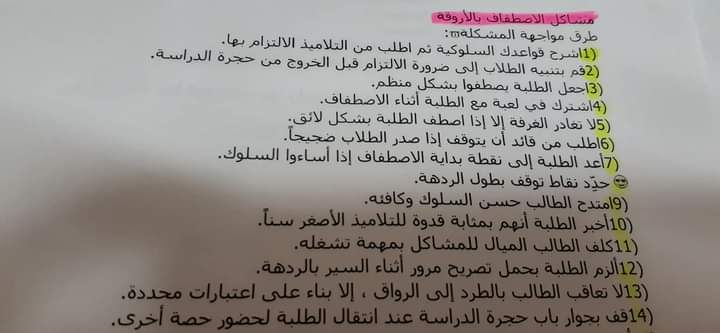 مشاكل الاصطفاف بالأروقة
طرق مواجهة المشكلةm:
1)اشرح قواعدك السلوكية ثم اطلب من التلاميذ الالتزام بها.
2)قم بتنبيه الطلاب إلى ضرورة الالتزام قبل الخروج من حجرة الدراسة.
3)اجعل الطلبة يصطفوا بشكل منظم.
4)اشترك في لعبة مع الطلبة أثناء الاصطفاف.
5)لا تغادر الغرفة إلا إذا اصطف الطلبة بشكل لائق.
6)اطلب من قائد أن يتوقف إذا صدر الطلاب ضجيجاً.
7)أعد الطلبة إلى نقطة بداية الاصطفاف إذا أساءوا السلوك.
😎حدِّد نقاط توقف بطول الردهة.
9)امتدح الطالب حسن السلوك وكافئه.
10)أخبر الطلبة أنهم بمثابة قدوة للتلاميذ الأصغر سناً.
11)كلف الطالب الميال للمشاكل بمهمة تشغله.
12)ألزم الطلبة بحمل تصريح مرور أثناء السير بالردهة.
13)لا تعاقب الطالب بالطرد إلى الرواق ، إلا بناء على اعتبارات محددة.
14)قف بجوار باب حجرة الدراسة عند انتقال الطلبة لحضور حصة أخرى.